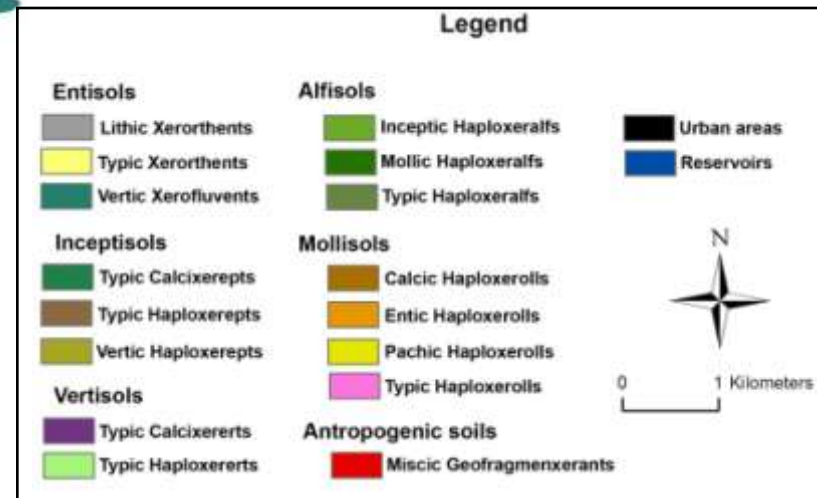 Legend
Entisols
Lithic Xerorthents
Typic Xerorthents
Vertic Xerofluvents
Inceptisols
Typic Calcixerepts
Typic Haploxerepts
Vertic Haploxerepts
Vertisols
Typic Calcixererts
Typic Haploxererts
Alfisols
Inceptic Haploxeralfs
Mollic Haploxeralfs
Typic Haploxeralfs
Mollisols
Calcic Haploxerolls
Entic Haploxerolls
Pachic Haploxerolls
Typic Haploxerolls
Antropogenic soils
Miscic Geofragmenxerants
Urban areas
Reservoirs
N
0 1 Kilometers